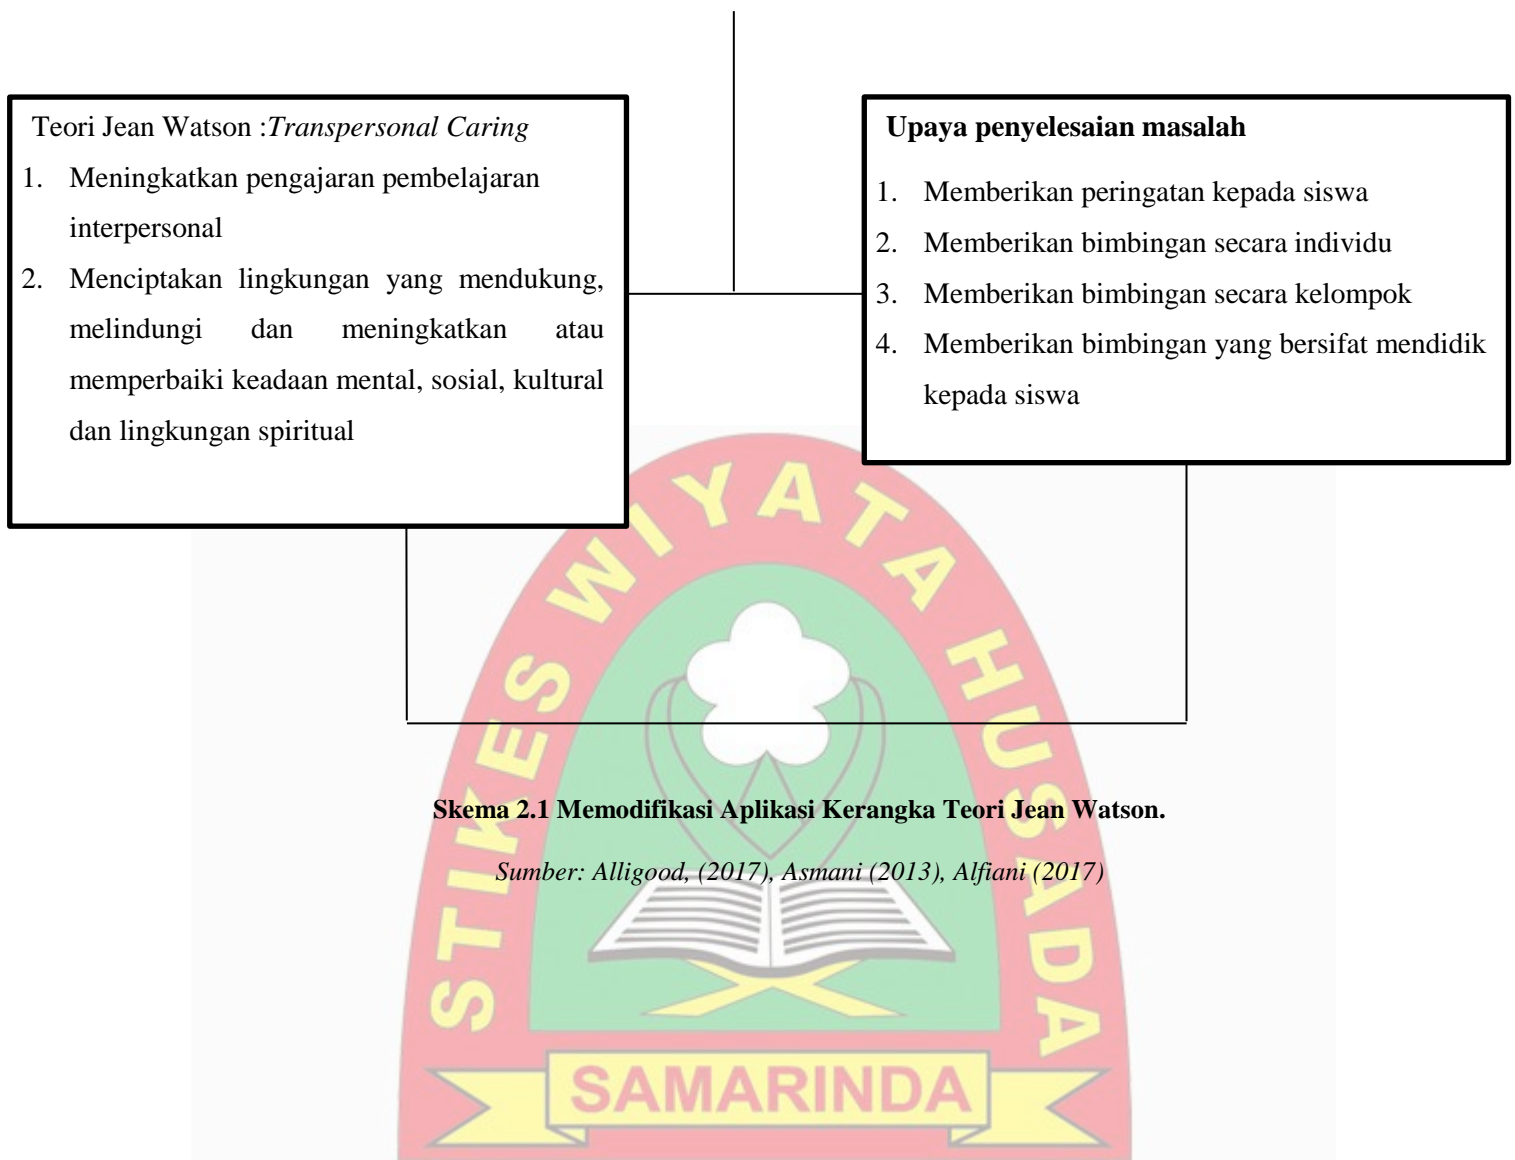 Teori Jean Watson :Transpersonal Caring
1. Meningkatkan pengajaran pembelajaran
interpersonal
2. Menciptakan lingkungan yang mendukung,
melindungi dan meningkatkan atau
memperbaiki keadaan mental, sosial, kultural
dan lingkungan spiritual
Upaya penyelesaian masalah
1. Memberikan peringatan kepada siswa
2. Memberikan bimbingan secara individu
3. Memberikan bimbingan secara kelompok
4. Memberikan bimbingan yang bersifat mendidik
kepada siswa
STIKES WIYATA HUSADA
Skema 2.1 Memodifikasi Aplikasi Kerangka Teori Jean Watson.
Sumber: Alligood, (2017), Asmani (2013), Alfiani (2017)
SAMARINDA